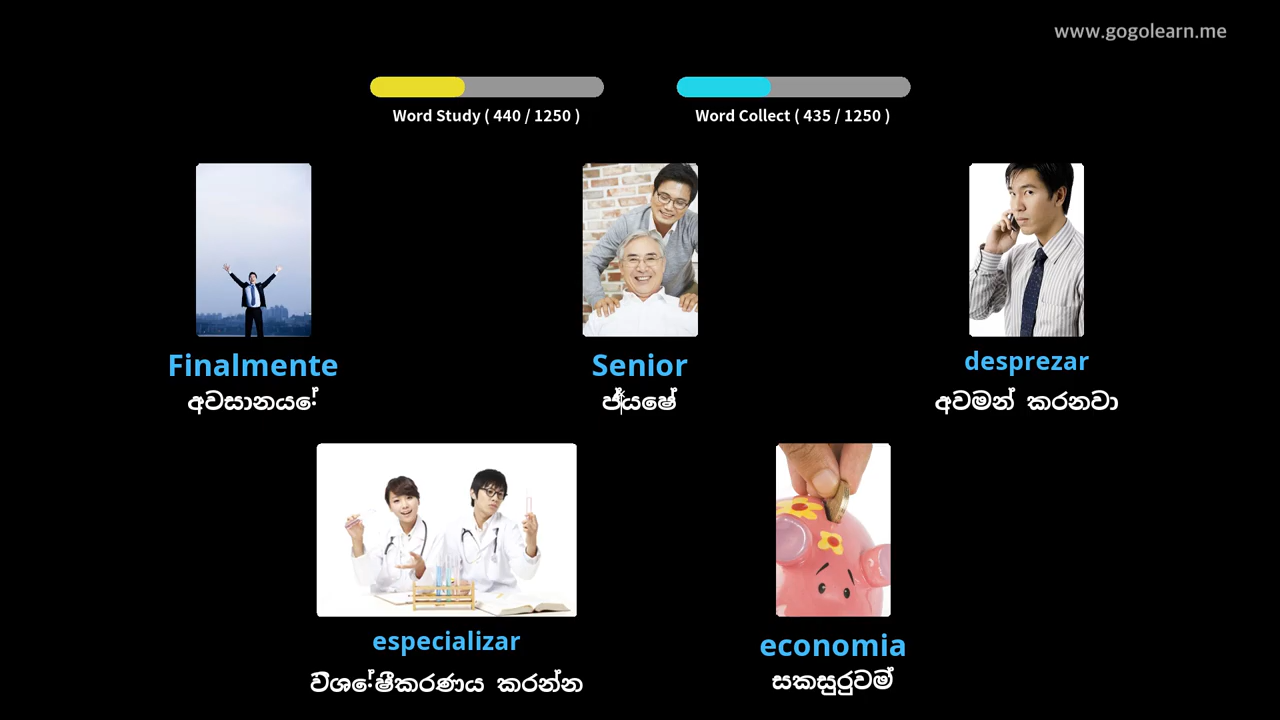 www.gogolearn.me
Word Study ( 440 / 1250 )
Word Collect ( 435 / 1250 )
Finalmente
අවසානයේ!
Senior
ජ්‍යෙෂ්
desprezar
අවමන් කරනවා
especializar
විශේෂීකරණය කරන්න
economia
සකසුරුවම්